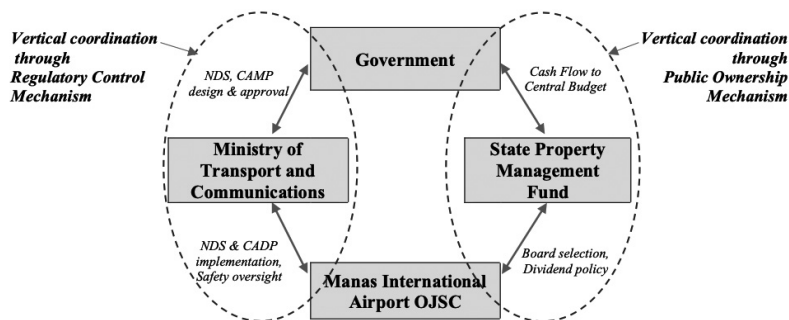 Vertical coordination
through
Regulatory Control
Mechanism
NDS, CAMP
design & approval
Government
Cash Flow to
Central Budget
Vertical coordination
through
Public Ownership
Mechanism
Ministry of
Transport and
Communications
State Property
Management
Fund
NDS & CADP
implementation,
Safety oversight
Board selection,
Dividend policy
Manas International
Airport OJSC